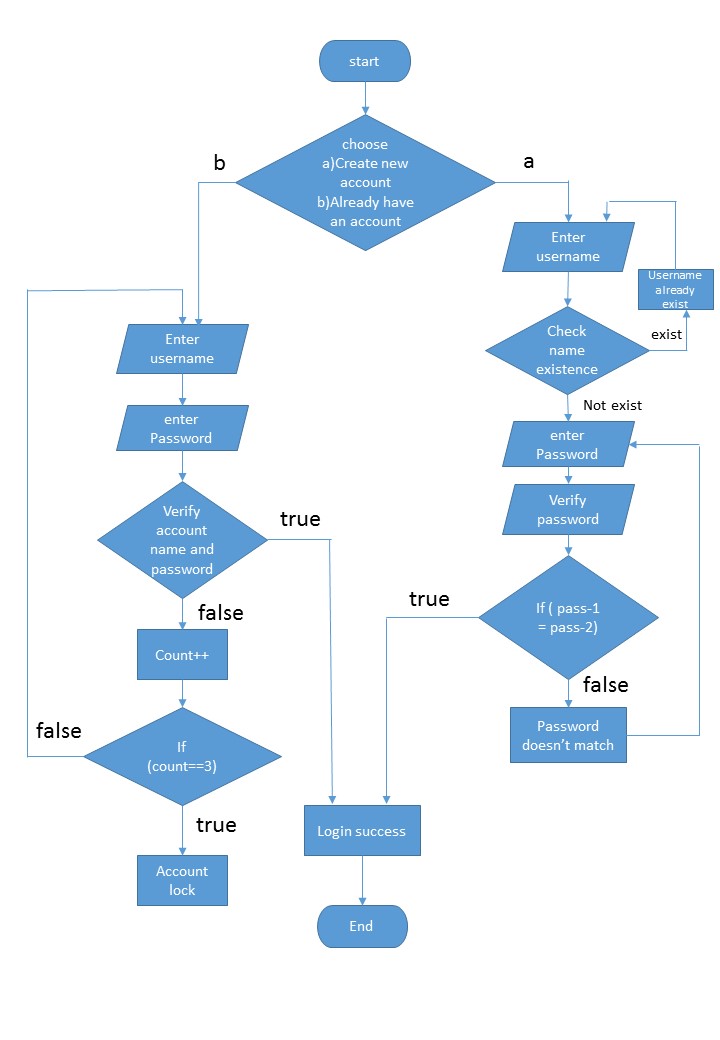 start
choose
a)Create new
account
b)Already have
an account
b
a
Enter
username
Username
already
exist
Check
name
existence
exist
Not exist
Enter
username
enter
Password
enter
Password
Verify
password
Verify
account
name and
password
true
false
If ( pass-1
= pass-2)
true
false
Count++
Password
doesn't match
If
(count==3)
false
true
Login success
Account
lock
End